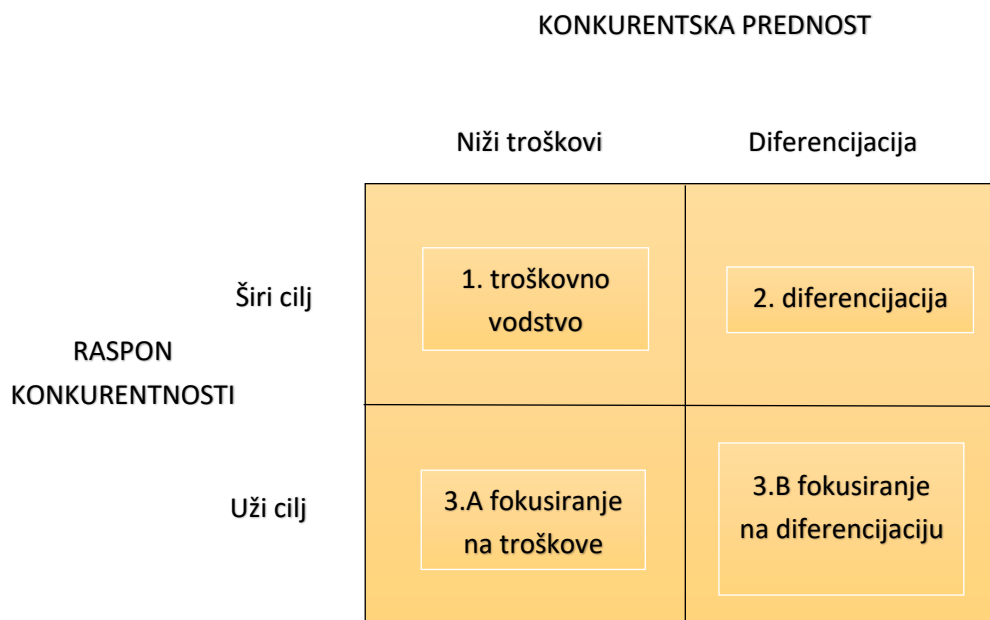 KONKURENTSKA PREDNOST
Niži troškovi
Diferencijacija
Širi cilj
1. troškovno
vodstvo
2. diferencijacija
RASPON
KONKURENTNOSTI
Uži cilj
3.A fokusiranje
na troškove
3.B fokusiranje
na diferencijaciju